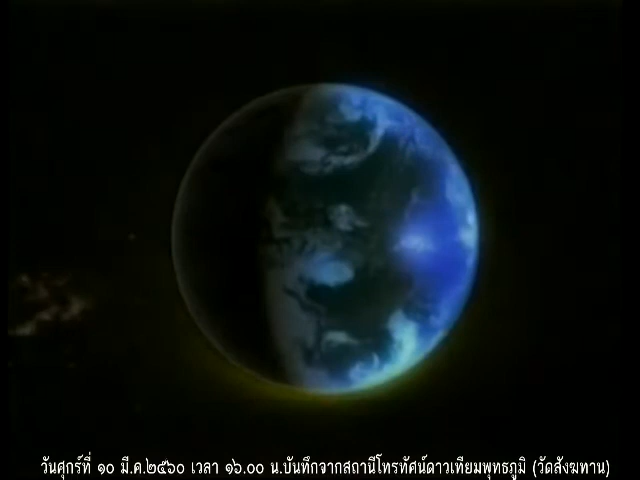 วันศุกร์ที่ ๑๐ มี.ค.๒๕๖๐ เวลา ๑๖.๐๐ น.บันทึกจากสถานีโทรทัศน์ดาวเทียมพุทธภูมิ (วัดสังฆทาน)